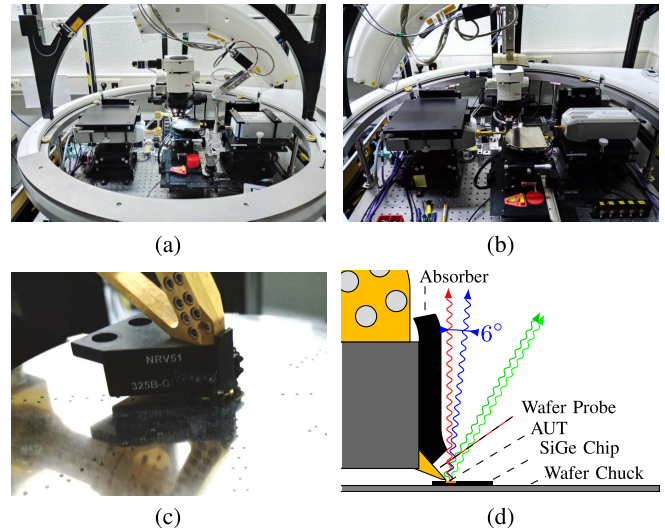 (a)
(b)
NRV51
325B-G
(c)
Absorber
6°
Wafer Probe
AUT
SiGe Chip
Wafer Chuck
(d)